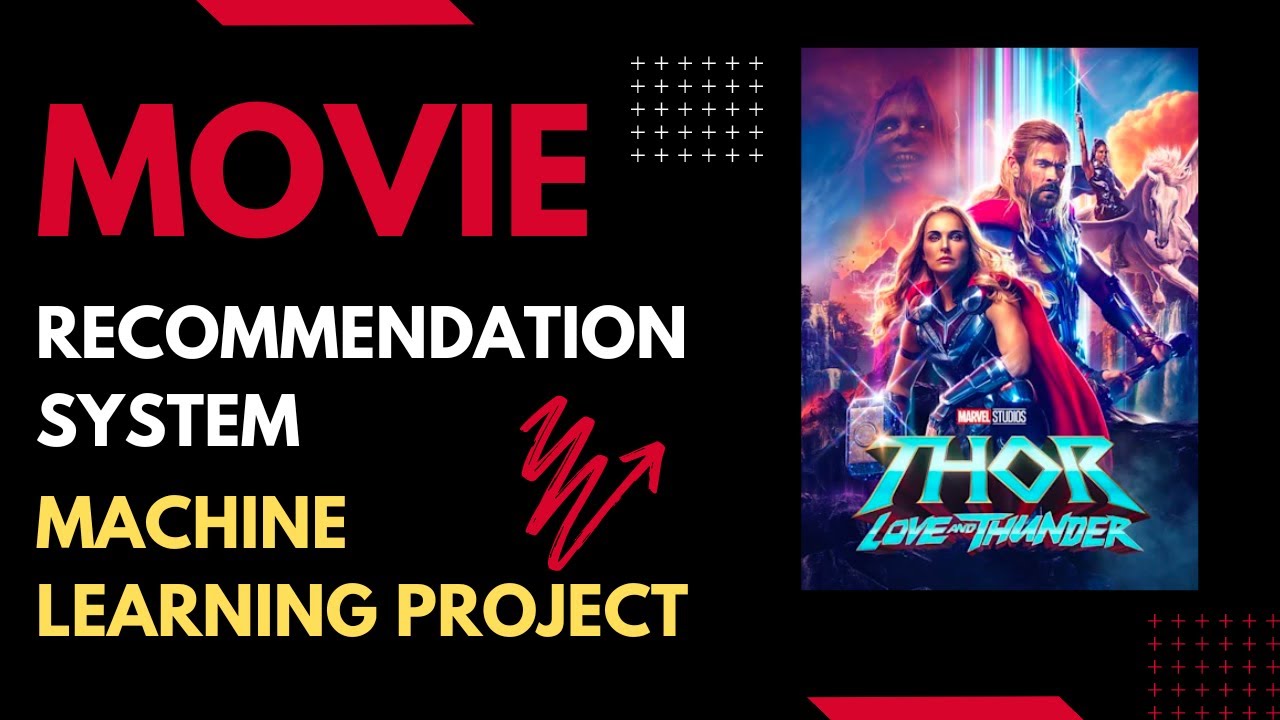 MOVIE
RECOMMENDATION
SYSTEM
MACHINE
LEARNING PROJECT
MARVEL STUDIOS
THOR
LOVE AND THUNDER